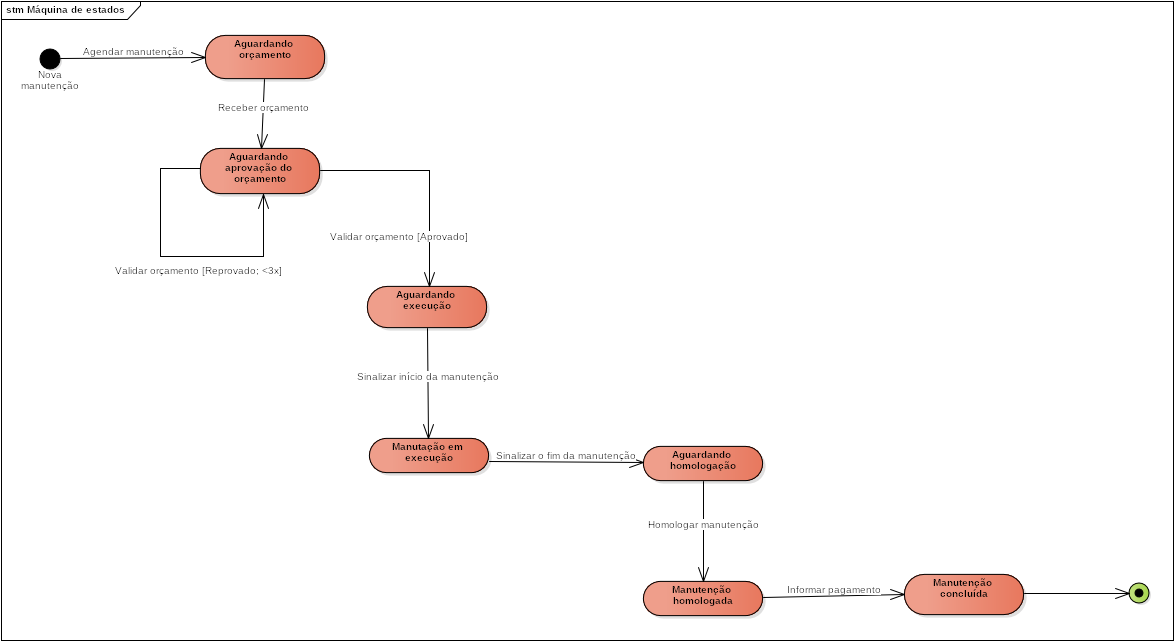 stm Máquina de estados
Agendar manutenção
Nova
manutenção
Aguardando
orçamento
Receber orçamento
Aguardando
aprovação do
orçamento
Validar orçamento [Aprovado]
Validar orçamento [Reprovado; <3x]
Aguardando
execução
Sinalizar início da manutenção
Manutação em
execução
Sinalizar o fim da manutenção
Aguardando
homologação
Homologar manutenção
Manutenção
homologada
Informar pagamento
Manutenção
concluída